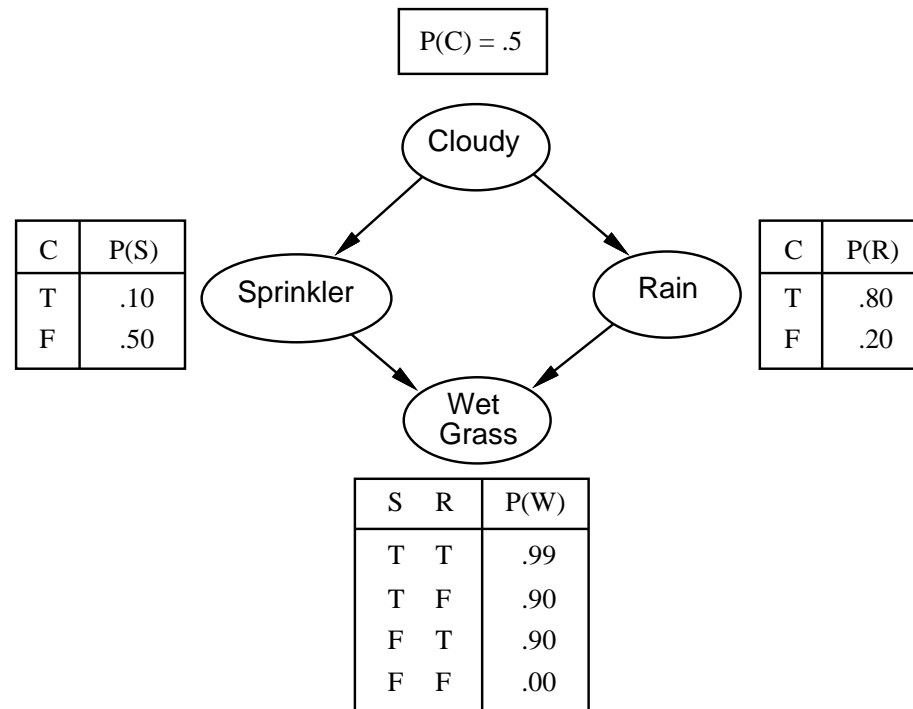 P(C) = .5
Cloudy
C P(S)
T .10
F .50
Sprinkler
Rain
C P(R)
T .80
F .20
Wet
Grass
S R P(W)
T T .99
T F .90
F T .90
F F .00